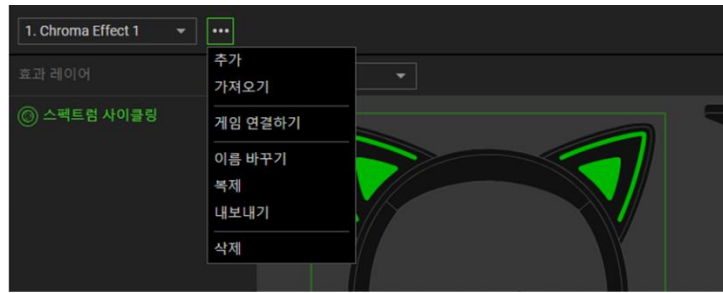 1. Chroma Effect 1
추가
효과 레이어
가져오기
스펙트럼 사이클링
게임 연결하기
이름 바꾸기
복제
내보내기
삭제